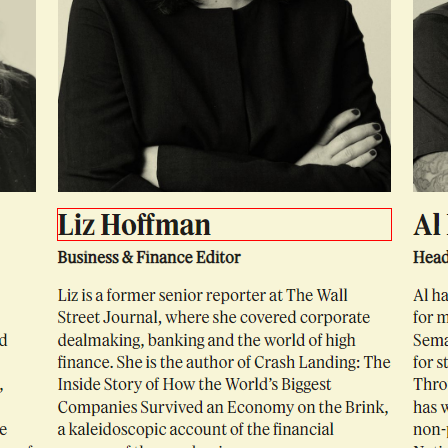 Liz Hoffman
Business & Finance Editor
Liz is a former senior reporter at The Wall
Street Journal, where she covered corporate
dealmaking, banking and the world of high
finance. She is the author of Crash Landing: The
Inside Story of How the World's Biggest
Companies Survived an Economy on the Brink,
a kaleidoscopic account of the financial
Al
Head
Al ha
for m
Sema
for st
Thro
has w
non-